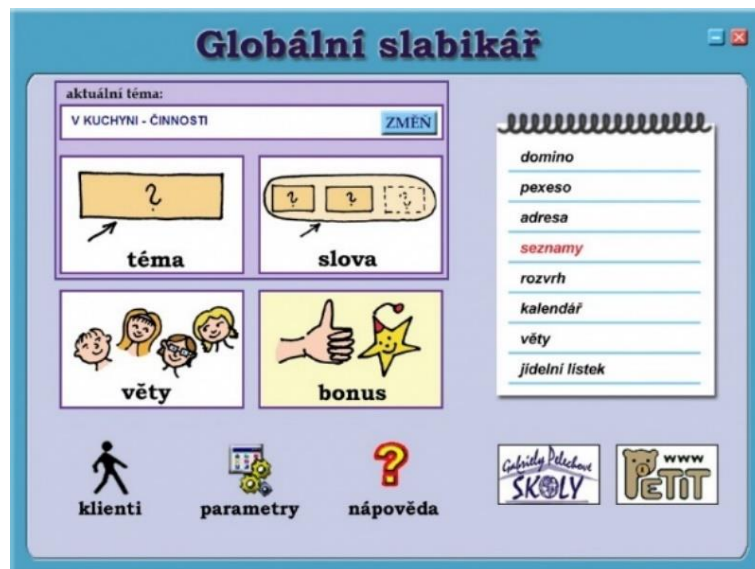 Globální slabikář
aktuální téma:
V KUCHYNI - ČINNOSTI
ZMĚŇ
?
? ? ?
téma
slova
věty
bonus
domino
pexeso
adresa
seznamy
rozvrh
kalendář
věty
jídelní lístek
klienti
parametry
?
nápověda
Gabriely Pelechové
ŠKOLY
www
PETIT